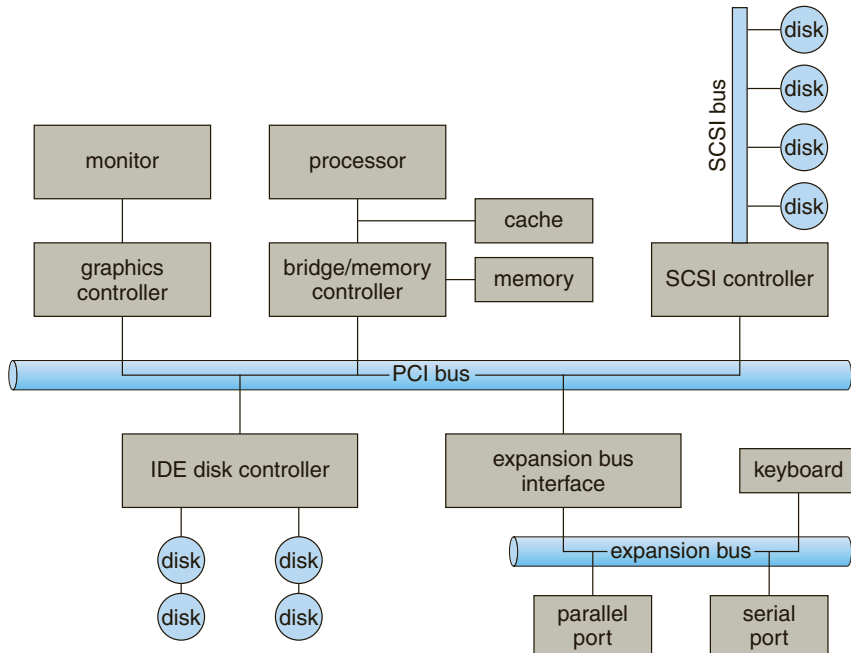 disk
disk
SCSI bus
disk
disk
monitor
processor
cache
graphics
controller
bridge/memory
controller
memory
SCSI controller
PCI bus
IDE disk controller
expansion bus
interface
keyboard
disk
disk
expansion bus
disk
disk
parallel
port
serial
port